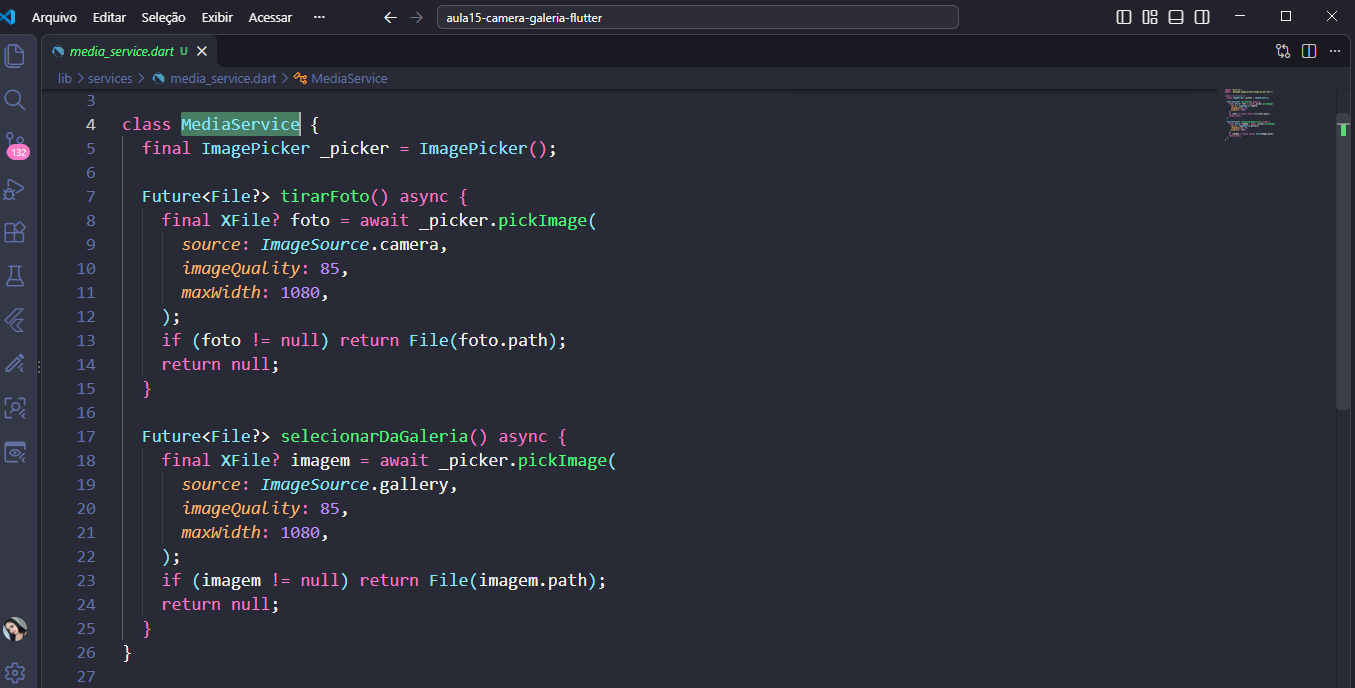 Arquivo Editar Seleção Exibir Acessar ··· aula15-camera-galeria-flutter
media_service.dart U
lib > services > media_service.dart > MediaService
132
3
4 class MediaService {
5 final ImagePicker _picker = ImagePicker();
6
7 Future<File?> tirarFoto() async {
8 final XFile? foto = await _picker.pickImage(
9 source: ImageSource.camera,
10 imageQuality: 85,
11 maxWidth: 1080,
12 );
13 if (foto != null) return File(foto.path);
14 return null;
15 }
16
17 Future<File?> selecionarDaGaleria() async {
18 final XFile? imagem = await _picker.pickImage(
19 source: ImageSource.gallery,
20 imageQuality: 85,
21 maxWidth: 1080,
22 );
23 if (imagem != null) return File(imagem.path);
24 return null;
25 }
26 }
27